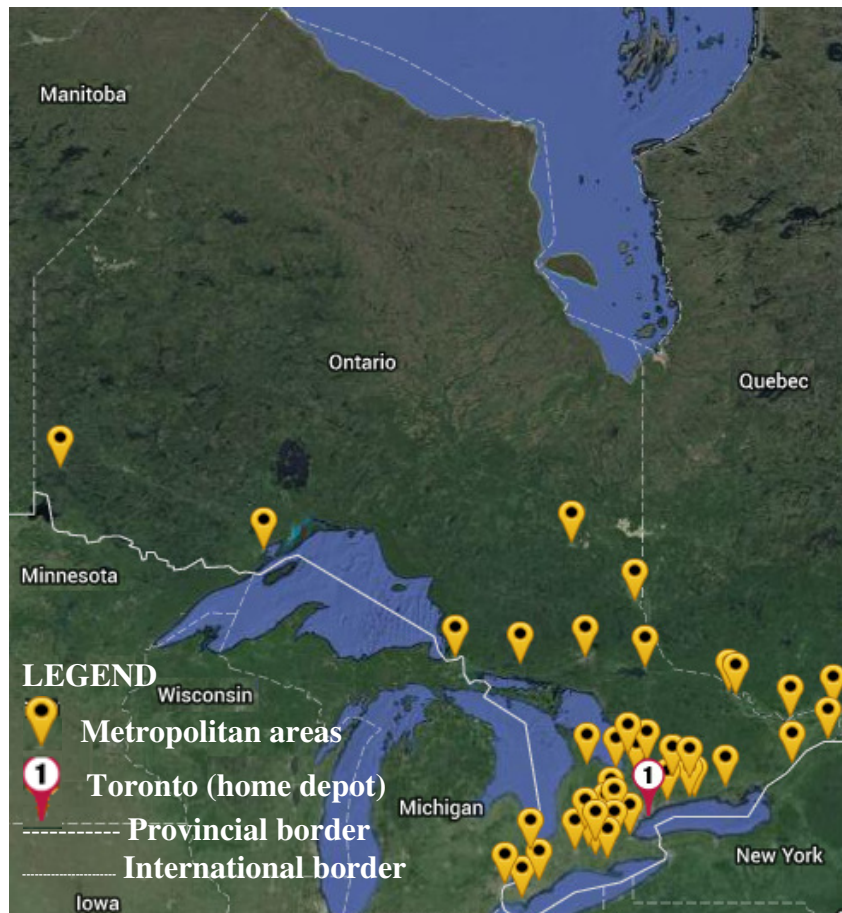 Manitoba
Ontario
Quebec
Minnesota
LEGEND
Wisconsin
Metropolitan areas
1
1 Toronto (home depot)
Michigan
Provincial border
New York
International border
Iowa